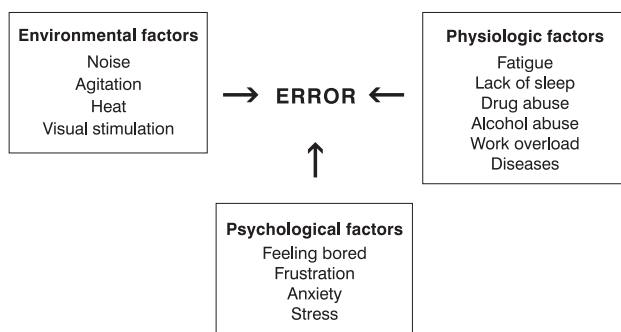 Environmental factors
Noise
Agitation
Heat
Visual stimulation
ERROR
Physiologic factors
Fatigue
Lack of sleep
Drug abuse
Alcohol abuse
Work overload
Diseases
Psychological factors
Feeling bored
Frustration
Anxiety
Stress